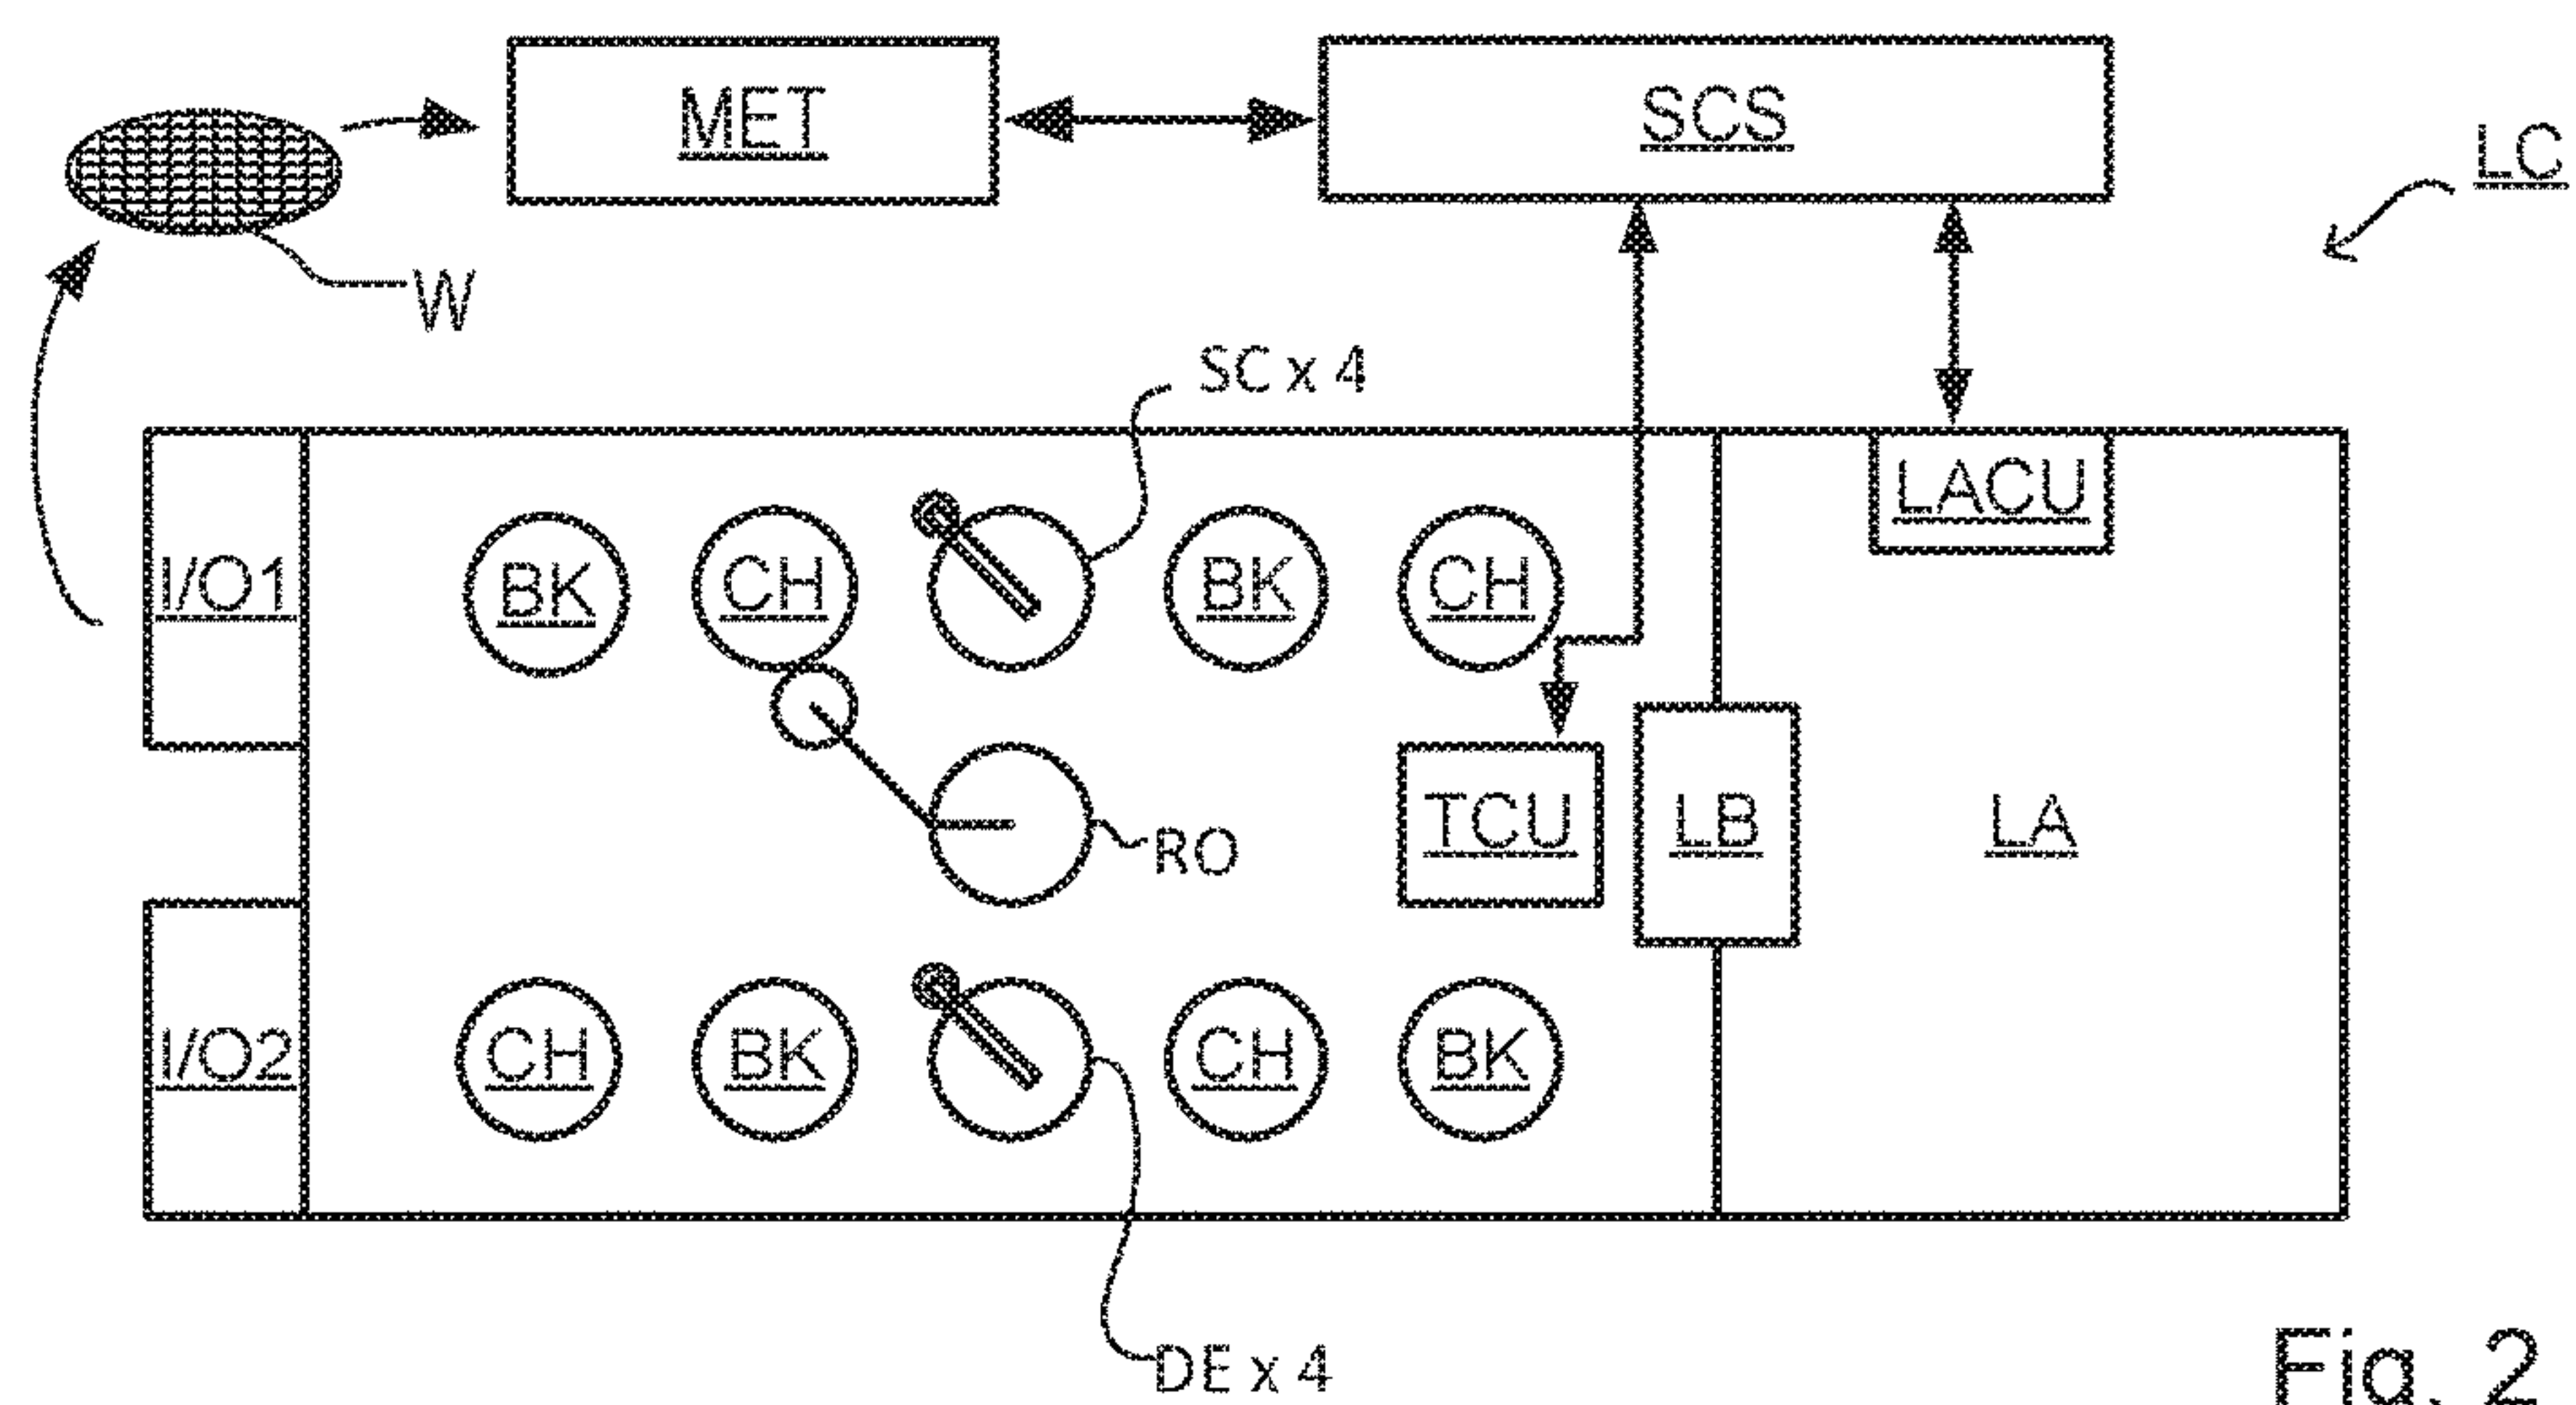 MET
SCS
LC
W
SC x 4
LACU
I/O1
BK
CH
BK
CH
RO
TCU
LB
LA
I/O2
CH
BK
CH
BK
DE x 4
Fig. 2